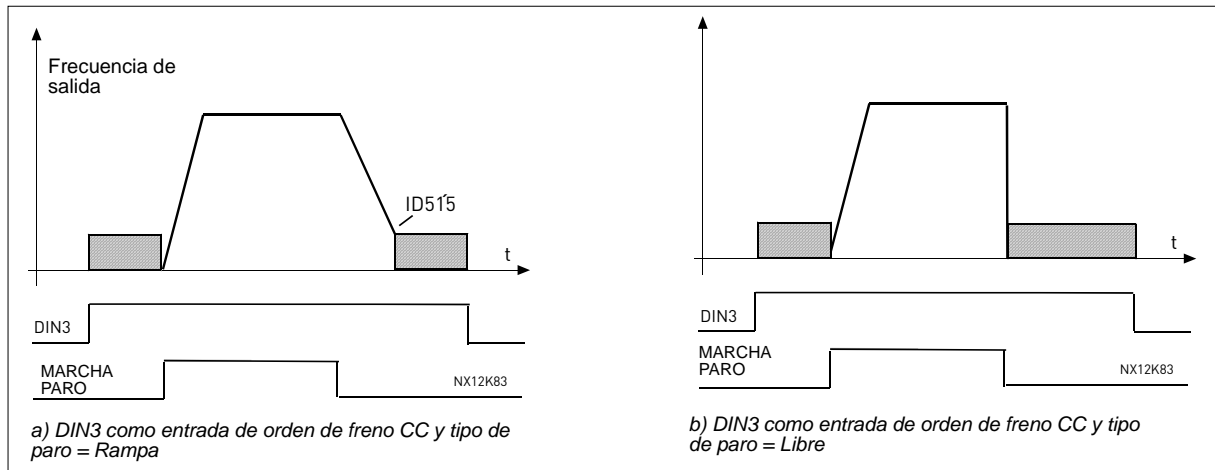 Frecuencia de
salida
ID515
t
DIN3
MARCHA
PARO
NX12K83
a) DIN3 como entrada de orden de freno CC y tipo de
paro = Rampa
t
DIN3
MARCHA
PARO
NX12K83
b) DIN3 como entrada de orden de freno CC y tipo
de paro = Libre